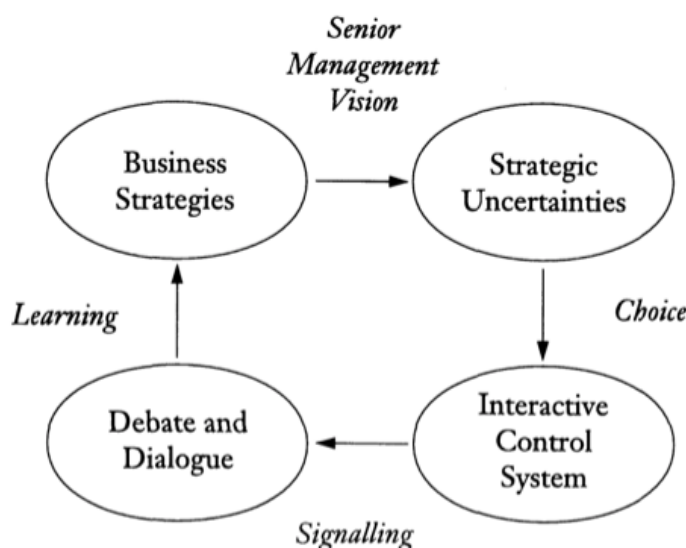 Senior
Management
Vision
Business
Strategies
Strategic
Uncertainties
Learning
Choice
Debate and
Dialogue
Interactive
Control
System
Signalling